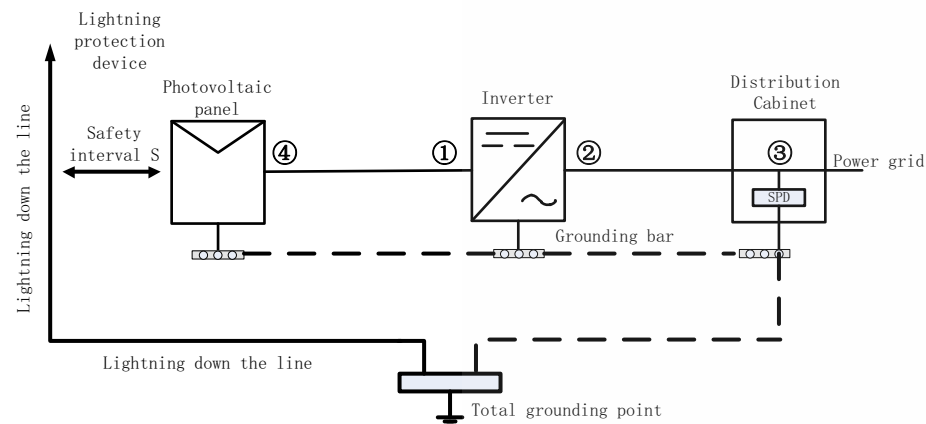 Lightning
protection
device
Photovoltaic
panel
Inverter
Distribution
Cabinet
Lightning down the line
Safety
interval S
④
①
②
③
Power grid
SPD
Grounding bar
Lightning down the line
Total grounding point